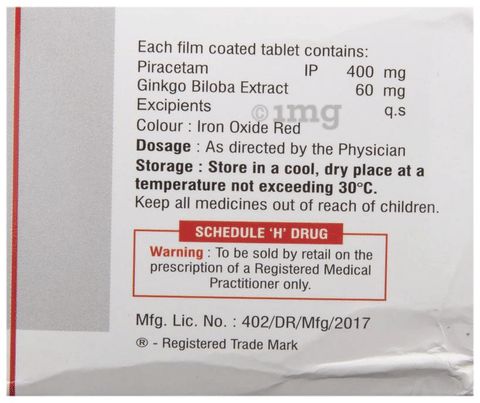 Each film coated tablet contains:
Piracetam IP 400 mg
Ginkgo Biloba Extract 60 mg
Excipients q.s
©1mg
Colour : Iron Oxide Red
Dosage : As directed by the Physician
Storage : Store in a cool, dry place at a
temperature not exceeding 30°C.
Keep all medicines out of reach of children.
SCHEDULE 'H' DRUG
Warning : To be sold by retail on the
prescription of a Registered Medical
Practitioner only.
Mfg. Lic. No. : 402/DR/Mfg/2017
® - Registered Trade Mark